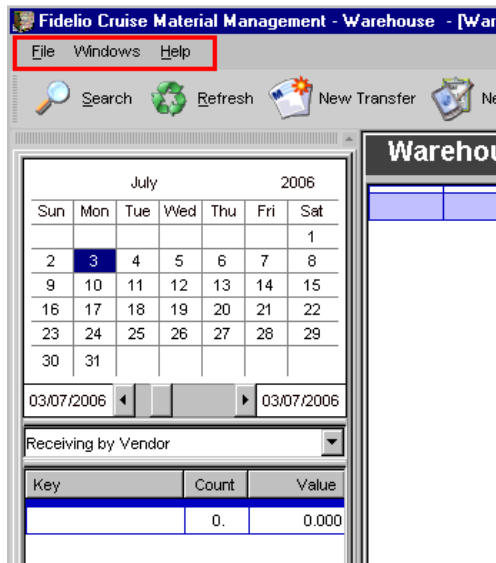 Fidelio Cruise Material Management - Warehouse - [War
File Windows Help
Search Refresh New Transfer Ne
Warehou
July 2006
Sun Mon Tue Wed Thu Fri Sat
1
2 3 4 5 6 7 8
9 10 11 12 13 14 15
16 17 18 19 20 21 22
23 24 25 26 27 28 29
30 31
03/07/2006 03/07/2006
Receiving by Vendor
Key Count Value
0. 0.000